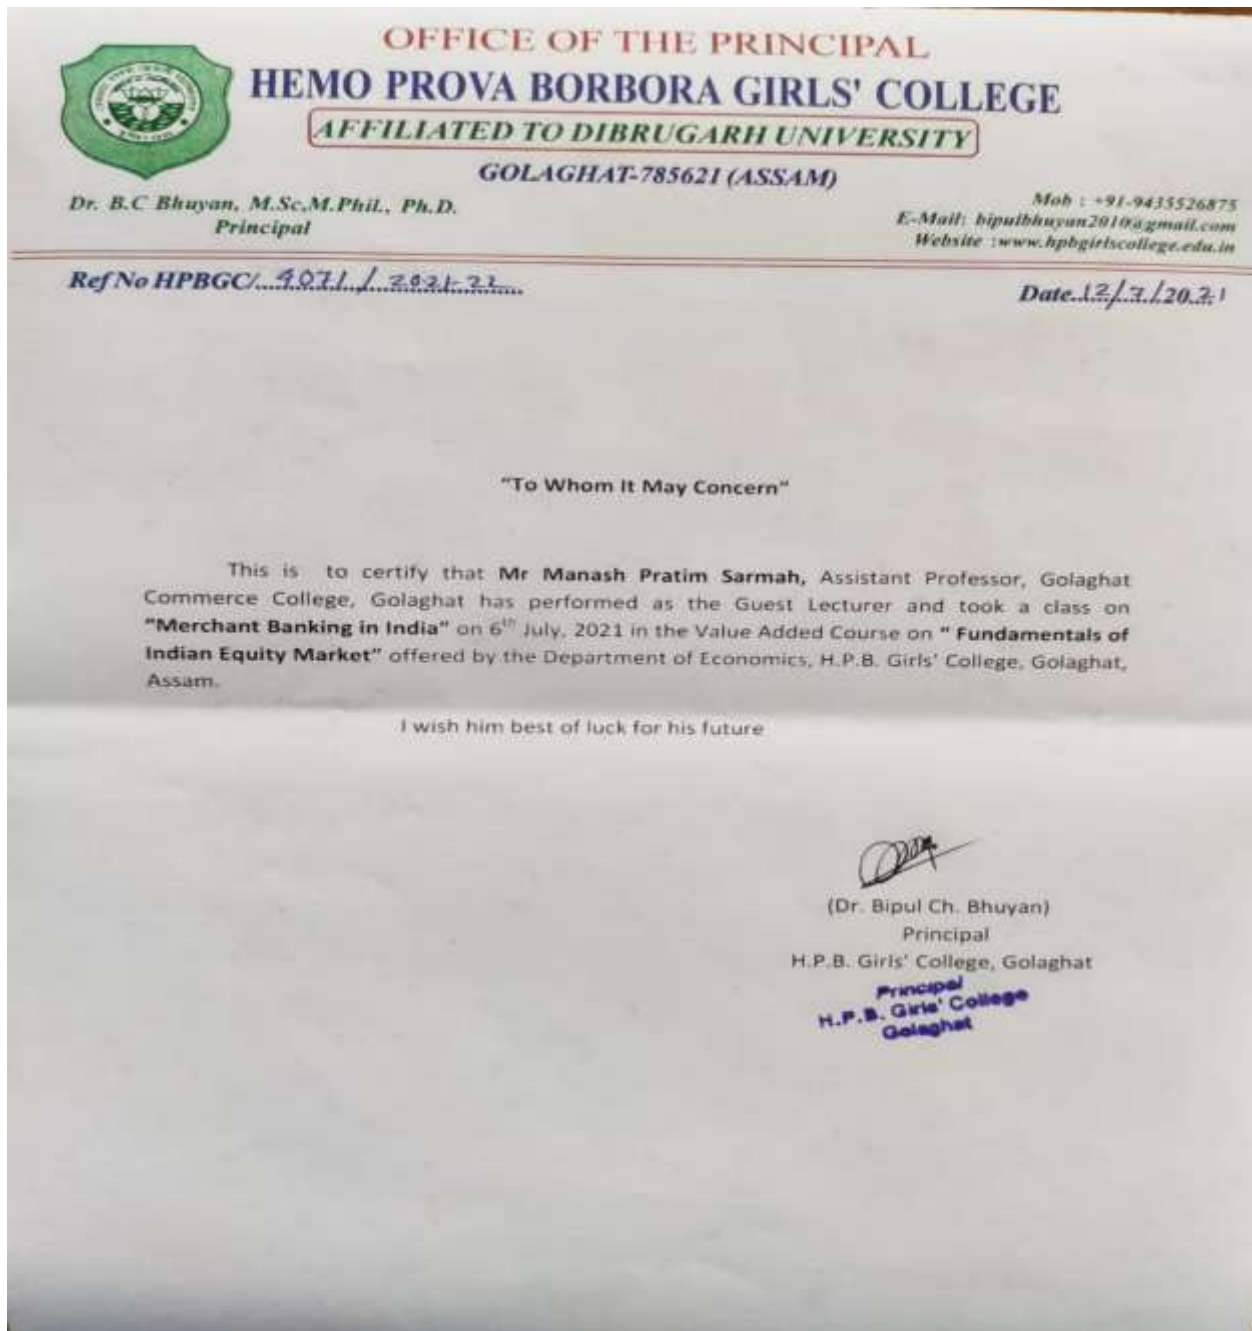 OFFICE OF THE PRINCIPAL
HEMO PROVA BORBORA GIRLS' COLLEGE
AFFILIATED TO DIBRUGARH UNIVERSITY
GOLAGHAT-785621 (ASSAM)
Dr. B.C Bhuyan, M.Sc.M.Phil., Ph.D.
Principal
Mob : +91-9435526875
E-Mail: bipulbhuyan2010@gmail.com
Website :www.hpbgirlscollege.edu.in
Ref No HPBGC/ 4071 / 2021-22
Date 12/7/2021
"To Whom It May Concern"
This is to certify that Mr Manash Pratim Sarmah, Assistant Professor, Golaghat
Commerce College, Golaghat has performed as the Guest Lecturer and took a class on
"Merchant Banking in India" on 6th July, 2021 in the Value Added Course on " Fundamentals of
Indian Equity Market" offered by the Department of Economics, H.P.B. Girls' College, Golaghat,
Assam.
I wish him best of luck for his future
(Dr. Bipul Ch. Bhuyan)
Principal
H.P.B. Girls' College, Golaghat
Principal
H.P.B. Girls' College
Golaghat